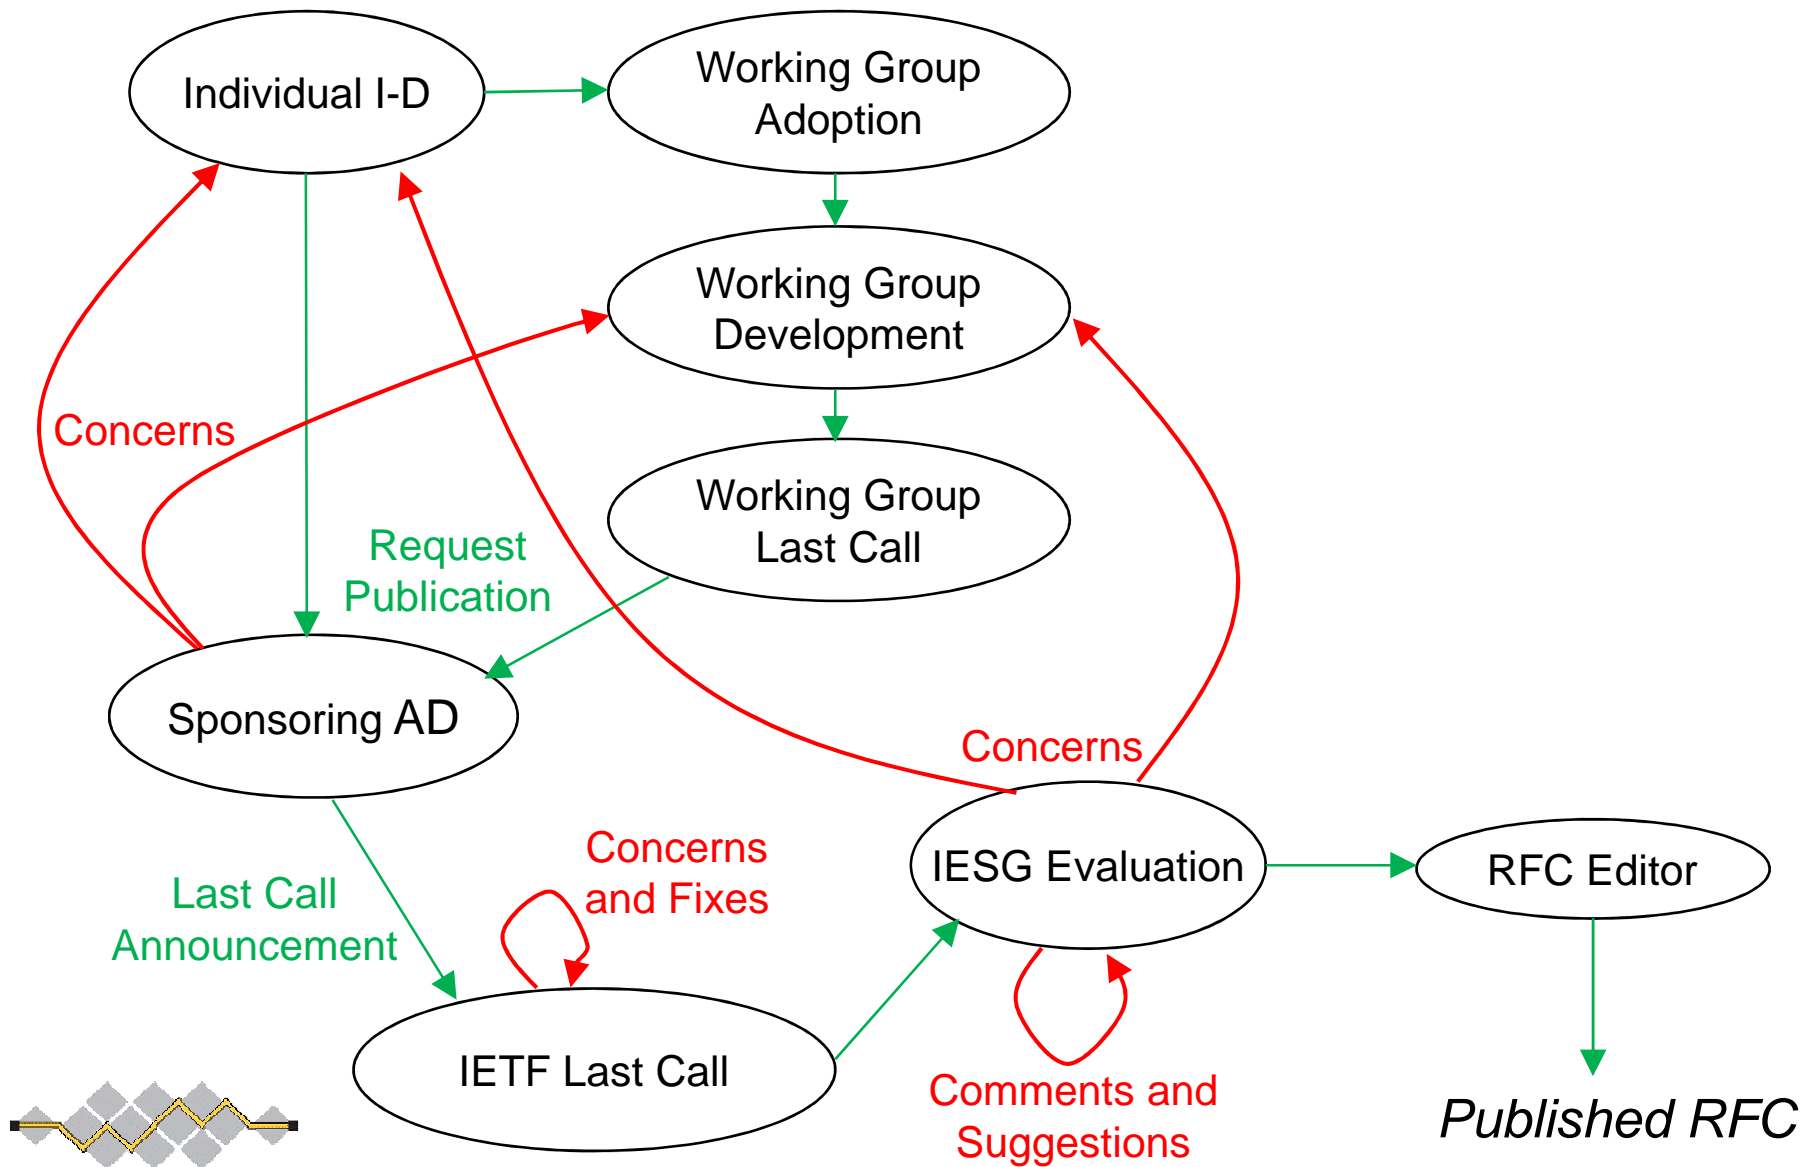 Individual I-D
Working Group
Adoption
Working Group
Development
Concerns
Working Group
Last Call
Request
Publication
Sponsoring AD
Concerns
Concerns
and Fixes
IESG Evaluation
RFC Editor
Last Call
Announcement
IETF Last Call
Comments and
Suggestions
Published RFC